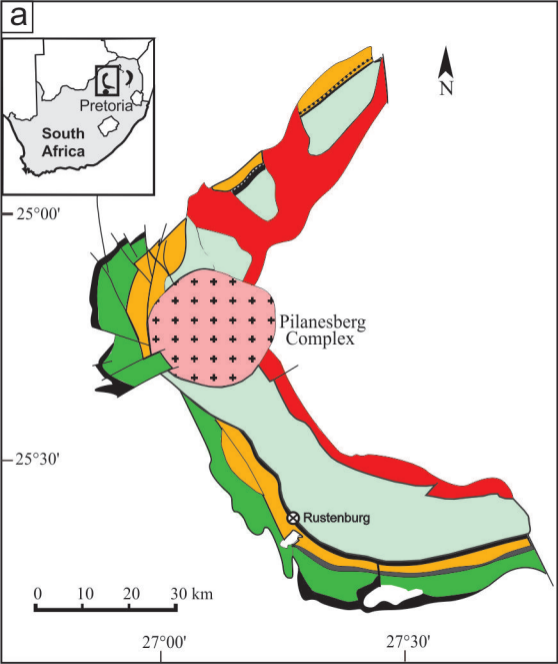 a
Pretoria
South
Africa
N
25°00'
Pilanesberg
Complex
25°30'
Rustenburg
0 10 20 30 km
27°00'
27°30'